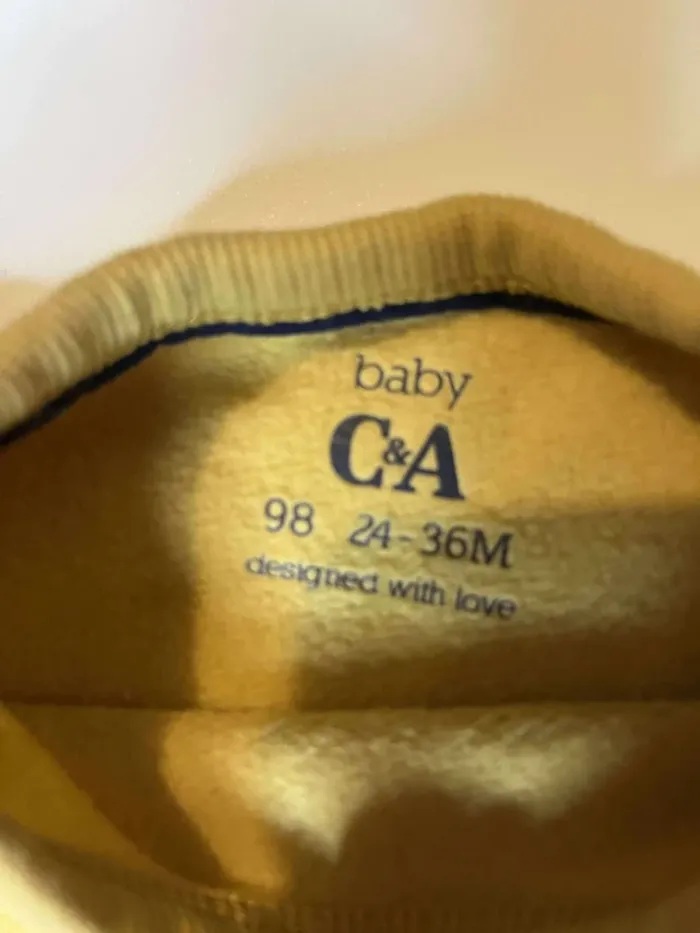 baby
C&A
98 24-36M
designed with love